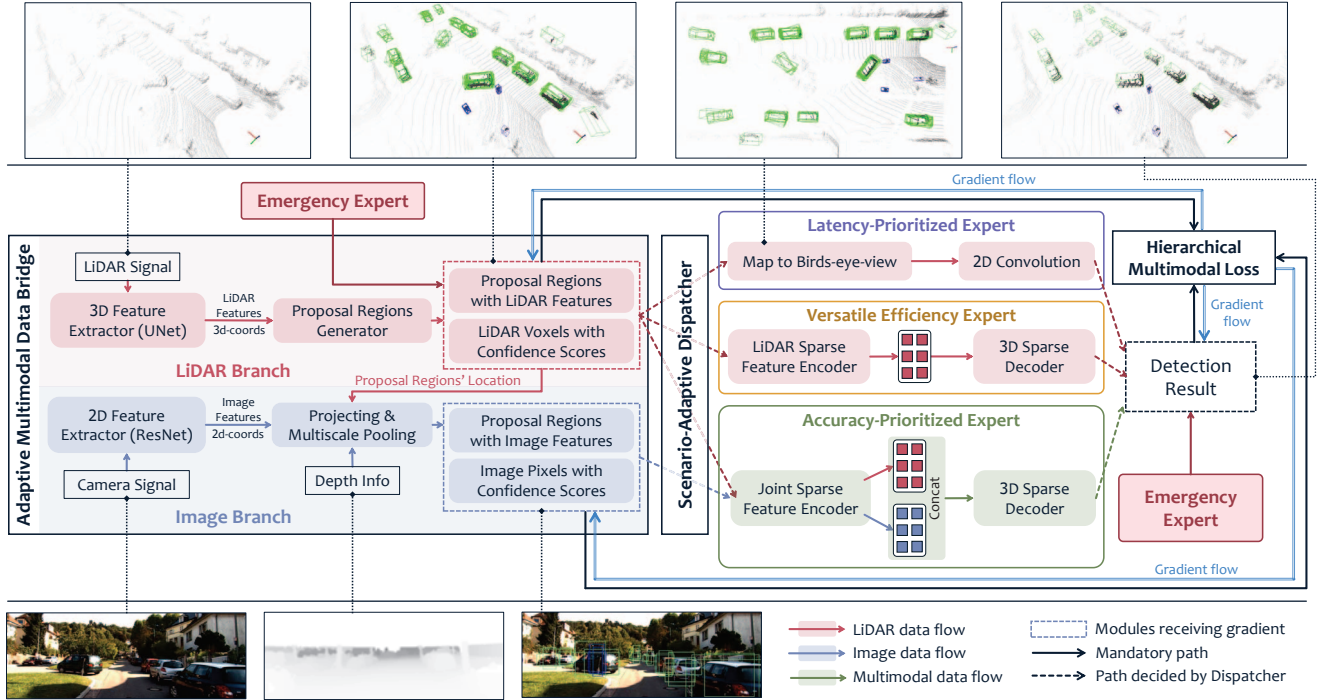 Gradient flow
Emergency Expert
Adaptive Multimodal Data Bridge
LiDAR Signal
3D Feature
Extractor (UNet)
LiDAR
Features
3d-coords
Proposal Regions
Generator
Proposal Regions
with LiDAR Features
LiDAR Voxels with
Confidence Scores
LiDAR Branch
Proposal Regions' Location
2D Feature
Extractor (ResNet)
Image
Features
2d-coords
Projecting &
Multiscale Pooling
Proposal Regions
with Image Features
Image Pixels with
Confidence Scores
Camera Signal
Depth Info
Image Branch
Scenario-Adaptive Dispatcher
Latency-Prioritized Expert
Map to Birds-eye-view
2D Convolution
Versatile Efficiency Expert
LiDAR Sparse
Feature Encoder
3D Sparse
Decoder
Accuracy-Prioritized Expert
Joint Sparse
Feature Encoder
Concat
3D Sparse
Decoder
Hierarchical
Multimodal Loss
Gradient
flow
Detection
Result
Emergency
Expert
Gradient flow
LiDAR data flow
Image data flow
Multimodal data flow
Modules receiving gradient
Mandatory path
Path decided by Dispatcher